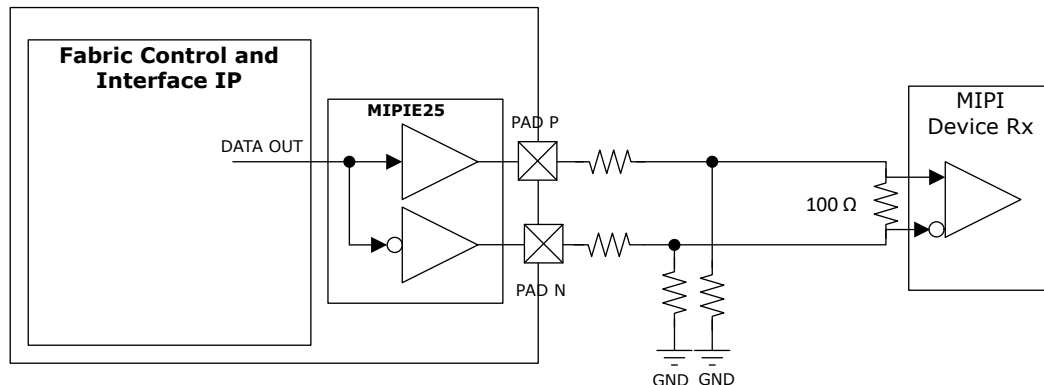 Fabric Control and
Interface IP
MIPIE25
PAD P
MIPI
Device Rx
DATA OUT
100 Ω
PAD N
GND GND